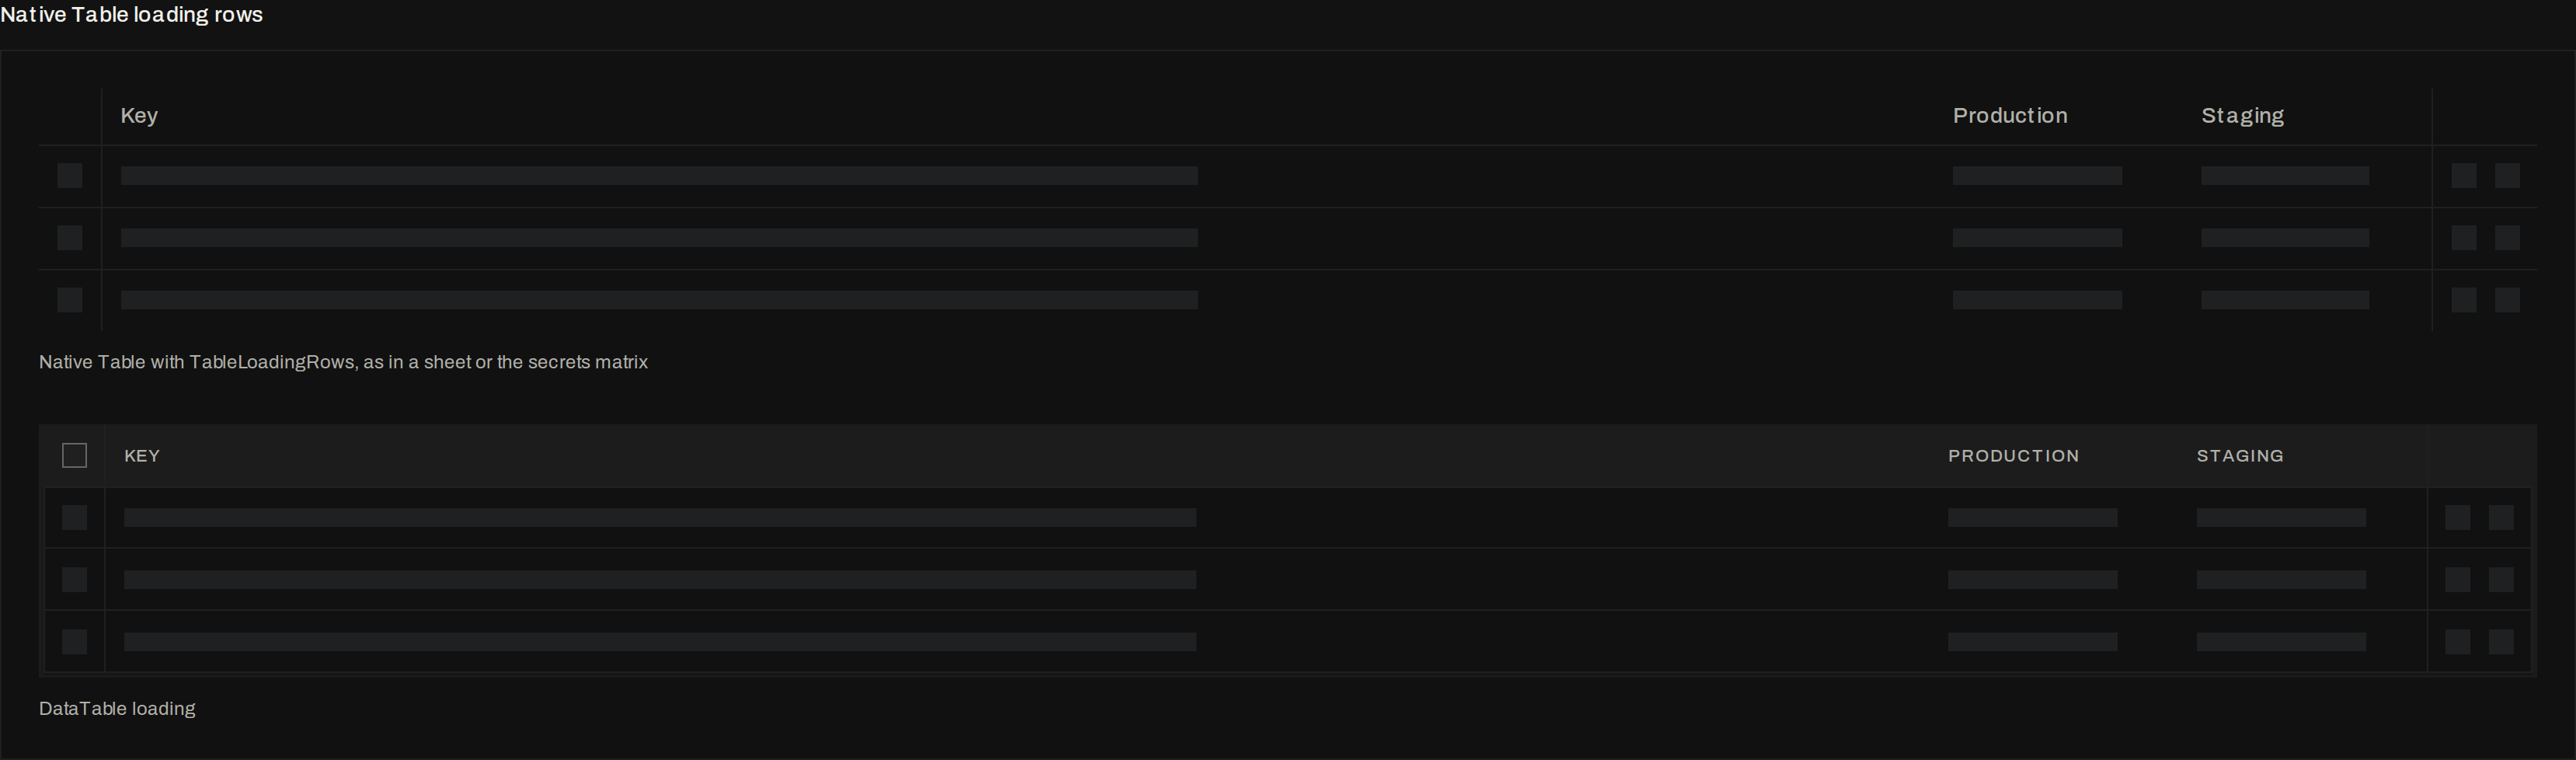 Native Table loading rows
Key Production Staging
Native Table with TableLoadingRows, as in a sheet or the secrets matrix
KEY PRODUCTION STAGING
DataTable loading